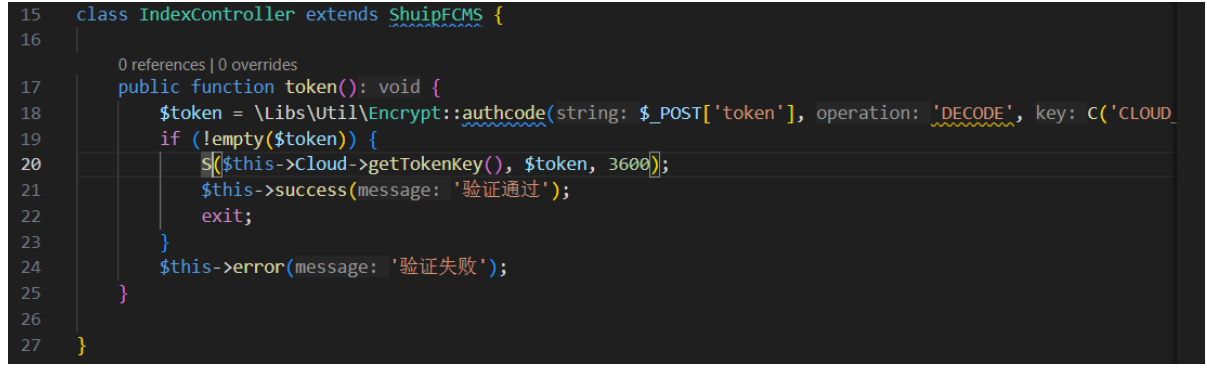 15 class IndexController extends ShuipFCMS {
16
0 references | 0 overrides
17 public function token(): void {
18 $token = \Libs\Util\Encrypt::authcode(string: $_POST['token'], operation: 'DECODE', key: C('CLOUD_
19 if (!empty($token)) {
20 S($this->Cloud->getTokenKey(), $token, 3600);
21 $this->success(message: '验证通过');
22 exit;
23 }
24 $this->error(message: '验证失败');
25 }
26
27 }